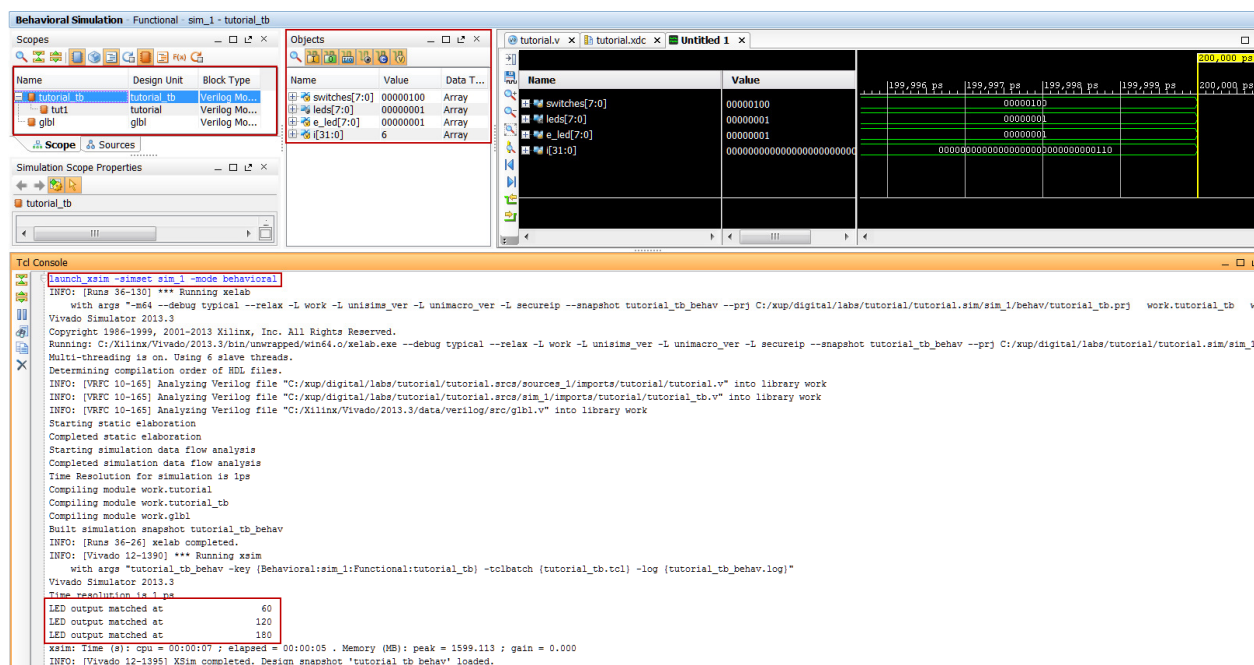 Behavioral Simulation - Functional - sim_1 - tutorial_tb
Scopes
Name Design Unit Block Type
tutorial_tb tutorial_tb Verilog Mo...
tut1 tutorial Verilog Mo...
glbl glbl Verilog Mo...
Scope Sources
Simulation Scope Properties
tutorial_tb
Objects
Name Value Data T...
switches[7:0] 00000100 Array
leds[7:0] 00000001 Array
e_led[7:0] 00000001 Array
i[31:0] 6 Array
tutorial.v tutorial.xdc Untitled 1
Name Value
switches[7:0] 00000100
leds[7:0] 00000001
e_led[7:0] 00000001
i[31:0]
200,000 ps
199,996 ps 199,997 ps 199,998 ps 199,999 ps 200,000 ps
00000100
00000001
00000001
00000000000000000000000000000110
Tcl Console
launch_xsim -simset sim_1 -mode behavioral
INFO: [Runs 36-130] *** Running xelab
with args "-m64 --debug typical --relax -L work -L unisims_ver -L unimacro_ver -L secureip --snapshot tutorial_tb_behav --prj C:/xup/digital/labs/tutorial/tutorial.sim/sim_1/behav/tutorial_tb.prj work.tutorial_tb
Vivado Simulator 2013.3
Copyright 1986-1999, 2001-2013 Xilinx, Inc. All Rights Reserved.
Running: C:/Xilinx/Vivado/2013.3/bin/unwrapped/win64.o/xelab.exe --debug typical --relax -L work -L unisims_ver -L unimacro_ver -L secureip --snapshot tutorial_tb_behav --prj C:/xup/digital/labs/tutorial/tutorial.sim/sim_1
Multi-threading is on. Using 6 slave threads.
Determining compilation order of HDL files.
INFO: [VRFC 10-165] Analyzing Verilog file "C:/xup/digital/labs/tutorial/tutorial.srcs/sources_1/imports/tutorial/tutorial.v" into library work
INFO: [VRFC 10-165] Analyzing Verilog file "C:/xup/digital/labs/tutorial/tutorial.srcs/sim_1/imports/tutorial/tutorial_tb.v" into library work
INFO: [VRFC 10-165] Analyzing Verilog file "C:/Xilinx/Vivado/2013.3/data/verilog/src/glbl.v" into library work
Starting static elaboration
Completed static elaboration
Starting simulation data flow analysis
Completed simulation data flow analysis
Time Resolution for simulation is 1ps
Compiling module work.tutorial
Compiling module work.tutorial_tb
Compiling module work.glbl
Built simulation snapshot tutorial_tb_behav
INFO: [Runs 36-26] xelab completed.
INFO: [Vivado 12-1390] *** Running xsim
with args "tutorial_tb_behav -key {Behavioral:sim_1:Functional:tutorial_tb} -tclbatch {tutorial_tb.tcl} -log {tutorial_tb_behav.log}"
Vivado Simulator 2013.3
Time resolution is 1 ps
LED output matched at 60
LED output matched at 120
LED output matched at 180
xsim: Time (s): cpu = 00:00:07 ; elapsed = 00:00:05 . Memory (MB): peak = 1599.113 ; gain = 0.000
INFO: [Vivado 12-1395] XSim completed. Design snapshot 'tutorial_tb_behav' loaded.